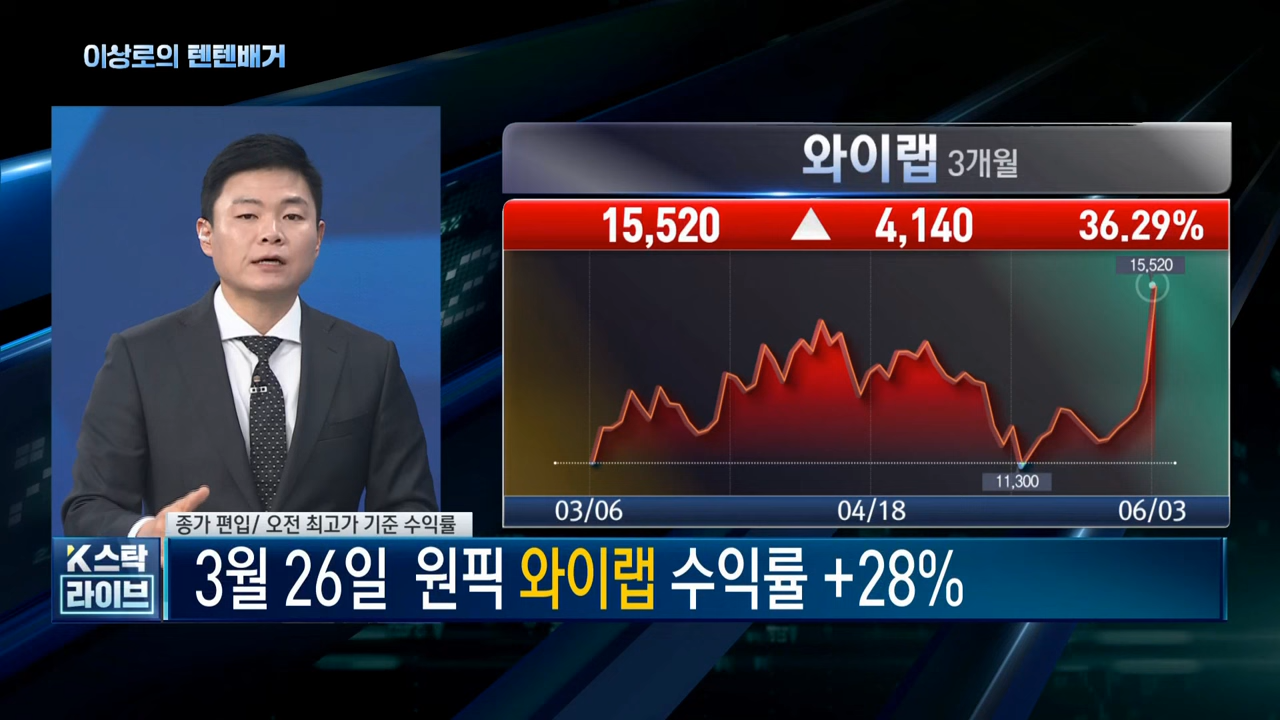 이상로의 텐텐배거
와이랩 3개월
15,520 ▲ 4,140 36.29%
15,520
11,300
03/06 04/18 06/03
종가 편입/ 오전 최고가 기준 수익률
K스탁
라이브
3월 26일 원픽 와이랩 수익률 +28%